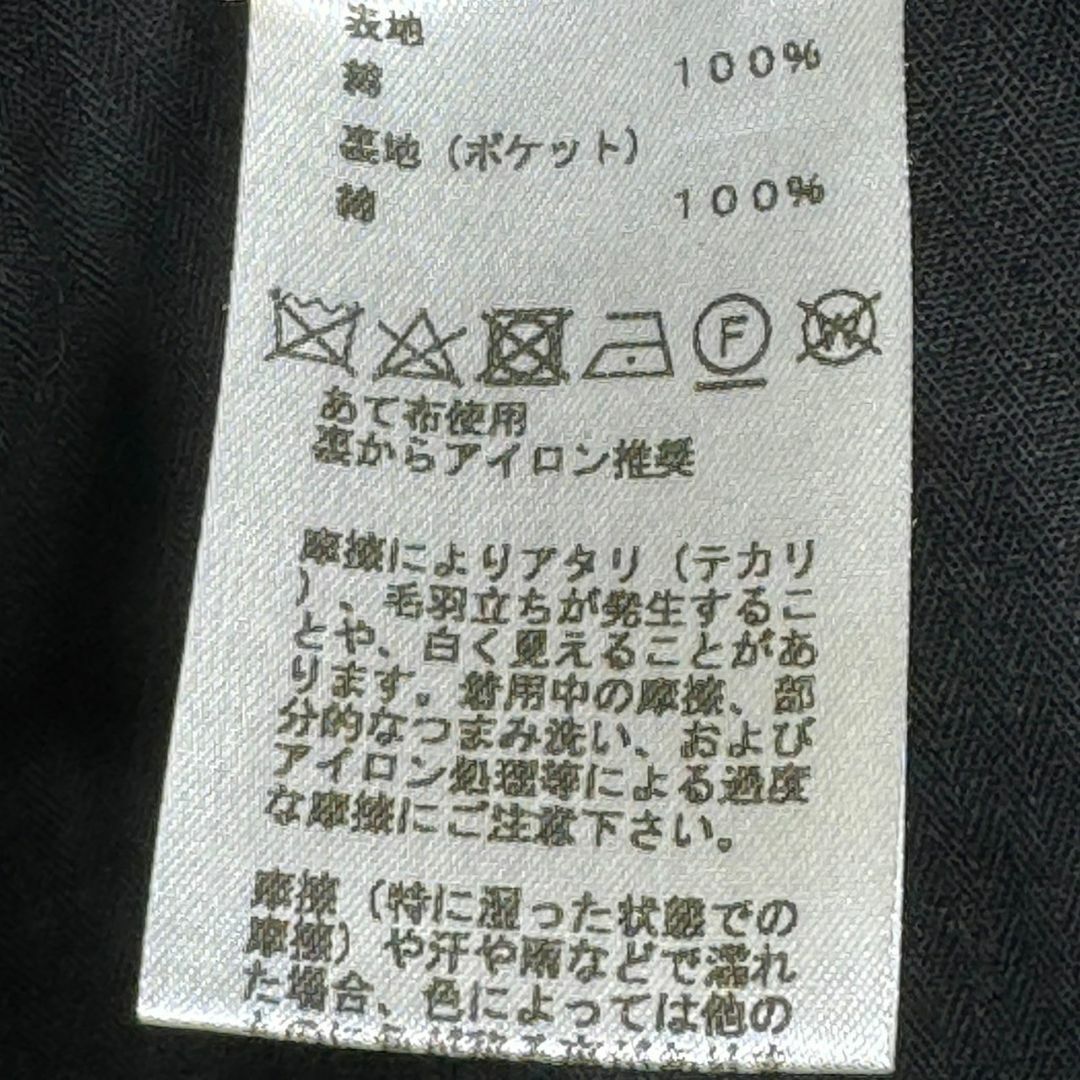 表地
綿 100%
裏地（ポケット）
綿 100%
F
W
あて布使用
裏からアイロン推奨
摩擦によりアタリ（テカリ
）、毛羽立ちが発生するこ
とや、白く見えることがあ
ります。着用中の摩擦、部
分的なつまみ洗い、および
アイロン処理等による過度
な摩擦にご注意下さい。
摩擦（特に湿った状態での
摩擦）や汗や雨などで濡れ
た場合、色によっては他の